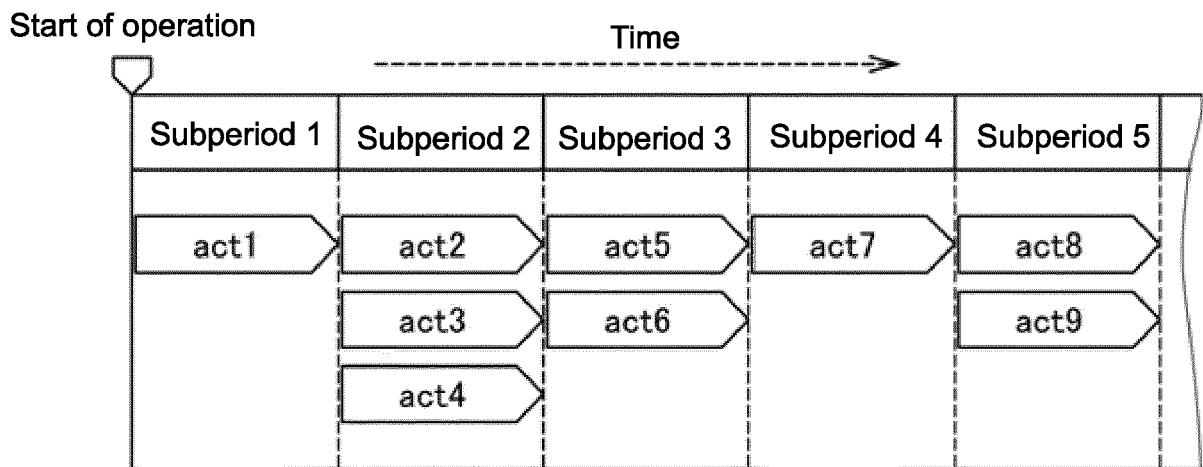 Start of operation
Time
Subperiod 1 Subperiod 2 Subperiod 3 Subperiod 4 Subperiod 5
act1 act2 act5 act7 act8
act3 act6 act9
act4